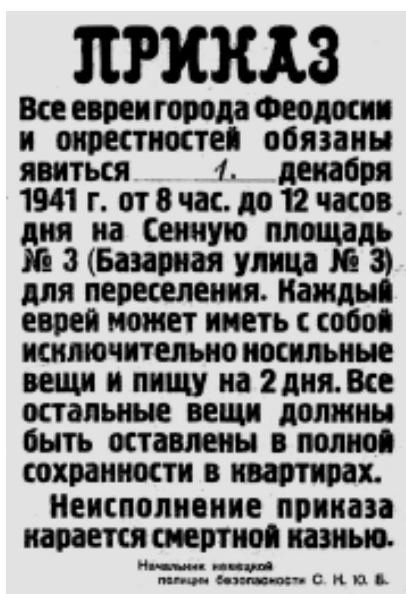 ПРИКАЗ
Все евреи города Феодосии
и окрестностей обязаны
явиться 1. декабря
1941 г. от 8 час. до 12 часов
дня на Сенную площадь
№ 3 (Базарная улица № 3)
для переселения. Каждый
еврей может иметь с собой
исключительно носильные
вещи и пищу на 2 дня. Все
остальные вещи должны
быть оставлены в полной
сохранности в квартирах.
Неисполнение приказа
карается смертной казнью.
Начальник немецкой
полиции безопасности С. К. Ю. Б.